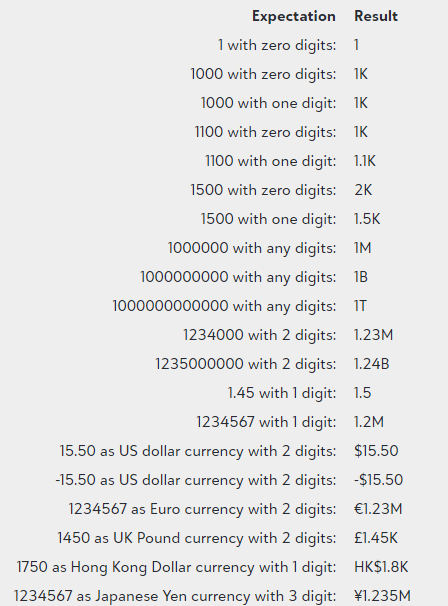 Expectation Result
1 with zero digits: 1
1000 with zero digits: 1K
1000 with one digit: 1K
1100 with zero digits: 1K
1100 with one digit: 1.1K
1500 with zero digits: 2K
1500 with one digit: 1.5K
1000000 with any digits: 1M
1000000000 with any digits: 1B
1000000000000 with any digits: 1T
1234000 with 2 digits: 1.23M
1235000000 with 2 digits: 1.24B
1.45 with 1 digit: 1.5
1234567 with 1 digit: 1.2M
15.50 as US dollar currency with 2 digits: $15.50
-15.50 as US dollar currency with 2 digits: -$15.50
1234567 as Euro currency with 2 digits: €1.23M
1450 as UK Pound currency with 2 digits: £1.45K
1750 as Hong Kong Dollar currency with 1 digit: HK$1.8K
1234567 as Japanese Yen currency with 3 digit: ¥1.235M